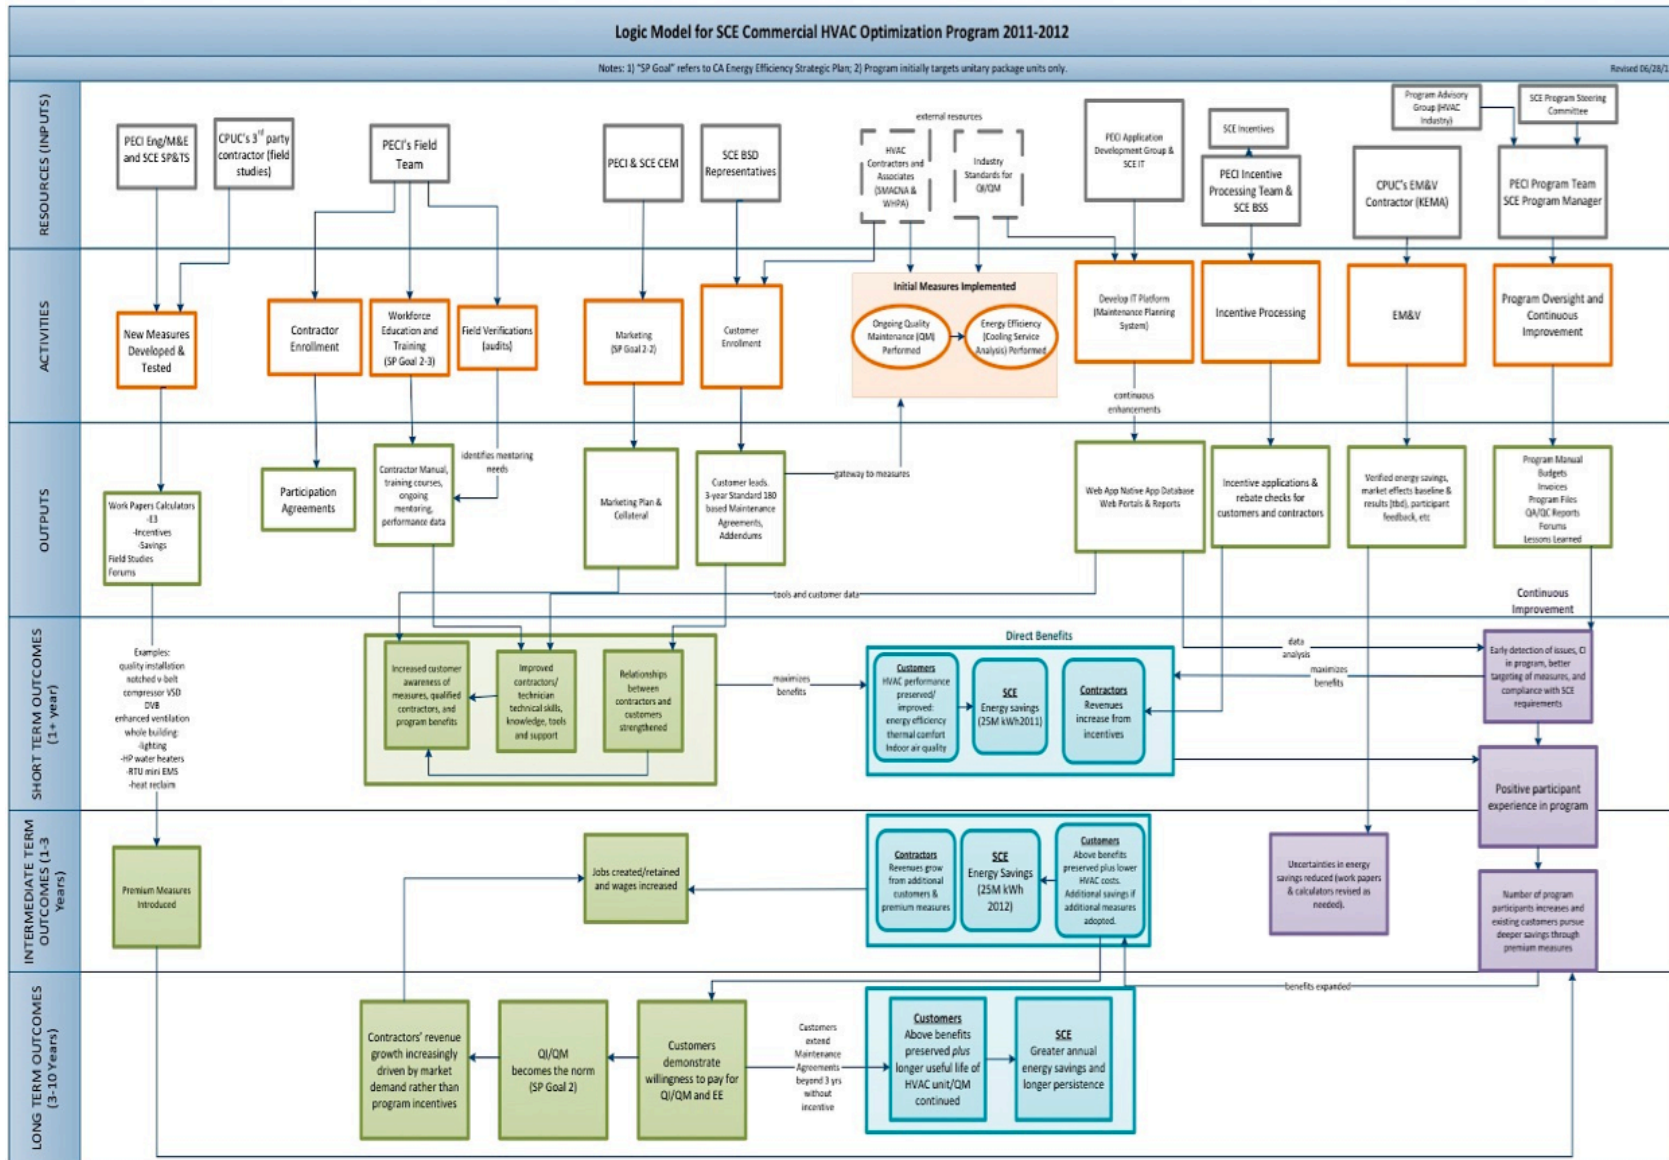 Logic Model for SCE Commercial HVAC Optimization Program 2011-2012
Notes: 1) "SP Goal" refers to CA Energy Efficiency Strategic Plan; 2) Program initially targets unitary package units only.
Revised 06/28/1
RESOURCES (INPUTS)
PECI Eng/M&E
and SCE SP&TS
CPUC's 3rd party
contractor (field
studies)
PECI's Field
Team
PECI & SCE CEM
SCE BSD
Representatives
external resources
HVAC
Contractors and
Associates
(SMACNA &
WHPA)
Industry
Standards for
QI/QM
PECI Application
Development Group &
SCE IT
SCE Incentives
PECI Incentive
Processing Team &
SCE BSS
CPUC's EM&V
Contractor (KEMA)
Program Advisory
Group (HVAC
Industry)
SCE Program Steering
Committee
PECI Program Team
SCE Program Manager
ACTIVITIES
New Measures
Developed &
Tested
Contractor
Enrollment
Workforce
Education and
Training
(SP Goal 2-3)
Field Verifications
(audits)
Marketing
(SP Goal 2-2)
Customer
Enrollment
Initial Measures Implemented
Ongoing Quality
Maintenance (QM)
Performed
Energy Efficiency
(Cooling Service
Analysis) Performed
Develop IT Platform
(Maintenance Planning
System)
Incentive Processing
EM&V
Program Oversight and
Continuous
Improvement
continuous
enhancements
OUTPUTS
Work Papers Calculators
-E3
-Incentives
-Savings
Field Studies
Forums
Participation
Agreements
Contractor Manual,
training courses,
ongoing
mentoring,
performance data
identifies mentoring
needs
Marketing Plan &
Collateral
Customer leads.
3-year Standard 180
based Maintenance
Agreements,
Addendums
gateway to measures
Web App Native App Database
Web Portals & Reports
Incentive applications &
rebate checks for
customers and contractors
Verified energy savings,
market effects baseline &
results (tbd), participant
feedback, etc
Program Manual
Budgets
Invoices
Program Files
QA/QC Reports
Forums
Lessons Learned
tools and customer data
Continuous
Improvement
SHORT TERM OUTCOMES
(1+ year)
Examples:
quality installation
notched v-belt
compressor VSD
DVB
enhanced ventilation
whole building:
-lighting
-HP water heaters
-RTU mini EMS
-heat reclaim
Increased customer
awareness of
measures, qualified
contractors, and
program benefits
Improved
contractors/
technician
technical skills,
knowledge, tools
and support
Relationships
between
contractors and
customers
strengthened
maximizes
benefits
Direct Benefits
Customers
HVAC performance
preserved/
improved:
energy efficiency
thermal comfort
Indoor air quality
SCE
Energy savings
(25M kWh2011)
Contractors
Revenues
increase from
incentives
data
analysis
maximizes
benefits
Early detection of issues, CI
in program, better
targeting of measures, and
compliance with SCE
requirements
Positive participant
experience in program
INTERMEDIATE TERM
OUTCOMES (1-3
Years)
Premium Measures
Introduced
Jobs created/retained
and wages increased
Contractors
Revenues grow
from additional
customers &
premium measures
SCE
Energy Savings
(25M kWh
2012)
Customers
Above benefits
preserved plus lower
HVAC costs.
Additional savings if
additional measures
adopted.
Uncertainties in energy
savings reduced (work papers
& calculators revised as
needed).
Number of program
participants increases and
existing customers pursue
deeper savings through
premium measures
benefits expanded
LONG TERM OUTCOMES
(3-10 Years)
Contractors' revenue
growth increasingly
driven by market
demand rather than
program incentives
QI/QM
becomes the norm
(SP Goal 2)
Customers
demonstrate
willingness to pay for
QI/QM and EE
Customers
extend
Maintenance
Agreements
beyond 3 yrs
without
incentive
Customers
Above benefits
preserved plus
longer useful life of
HVAC unit/QM
continued
SCE
Greater annual
energy savings and
longer persistence